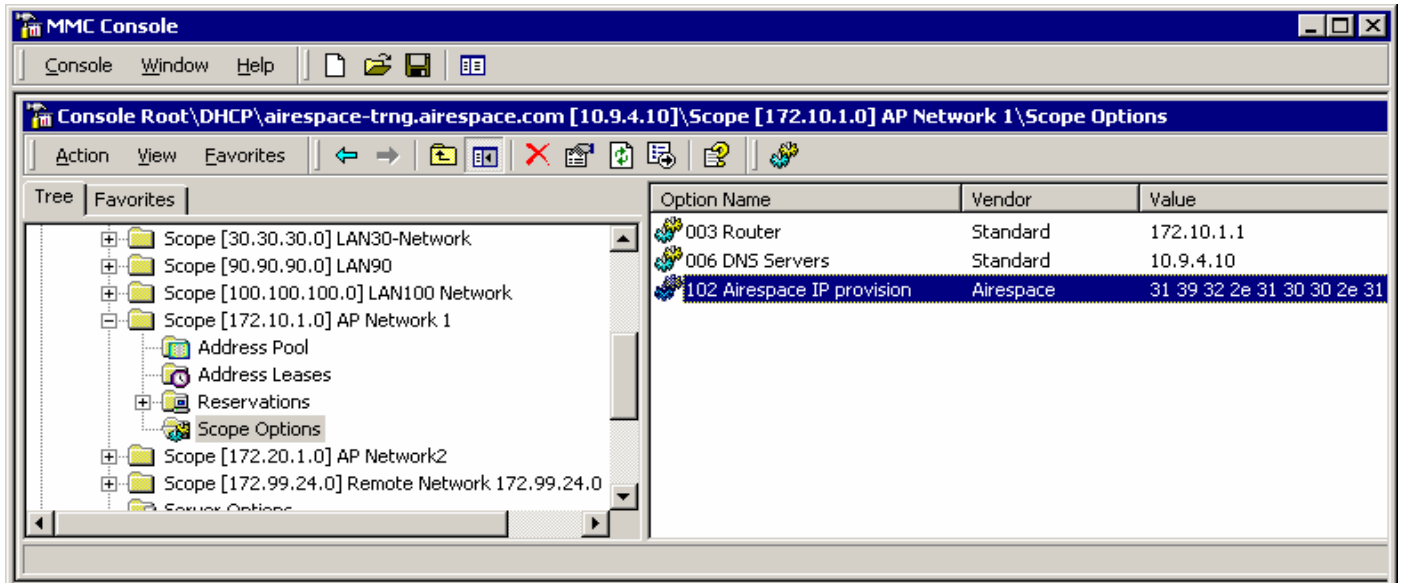 MMC Console
Console Window Help
Console Root\DHCP\airespace-trng.airespace.com [10.9.4.10]\Scope [172.10.1.0] AP Network 1\Scope Options
Action View Favorites
Tree Favorites
Scope [30.30.30.0] LAN30-Network
Scope [90.90.90.0] LAN90
Scope [100.100.100.0] LAN100 Network
Scope [172.10.1.0] AP Network 1
Address Pool
Address Leases
Reservations
Scope Options
Scope [172.20.1.0] AP Network2
Scope [172.99.24.0] Remote Network 172.99.24.0
Server Options
Option Name Vendor Value
003 Router Standard 172.10.1.1
006 DNS Servers Standard 10.9.4.10
102 Airespace IP provision Airespace 31 39 32 2e 31 30 30 2e 31